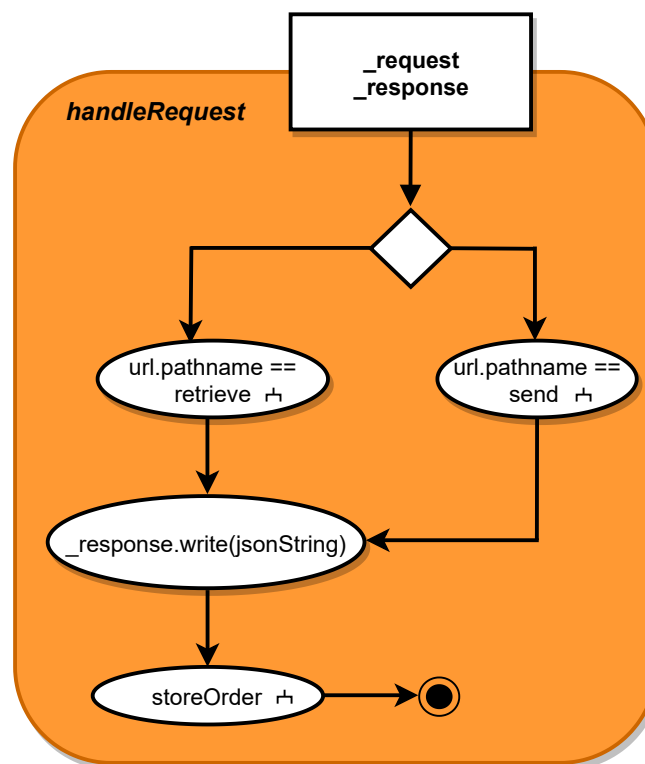 _request
_response
handleRequest
url.pathname ==
retrieve
url.pathname ==
send
_response.write(jsonString)
storeOrder